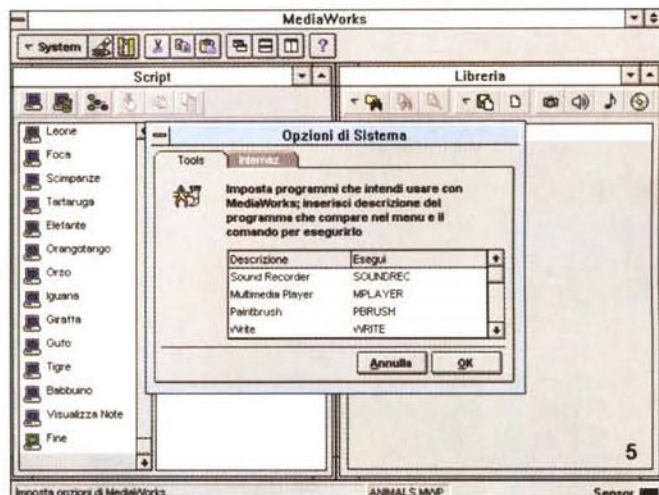 MediaWorks
System
?
Script
Libreria
Leone
Foca
Scimpanze
Tartaruga
Elefante
Orangotango
Orso
Iguana
Giraffa
Gufo
Tigre
Babbuino
Visualizza Note
Fine
Opzioni di Sistema
Tools
Internaz.
Imposta programmi che intendi usare con
MediaWorks; inserisci descrizione del
programma che compare nel menu e il
comando per eseguirlo
Descrizione Esegui
Sound Recorder SOUNDREC
Multimedia Player MPLAYER
Paintbrush PBRUSH
Write WRITE
Annulla
OK
5
Imposta opzioni di MediaWorks
ANIMALS.MWP
Sensor